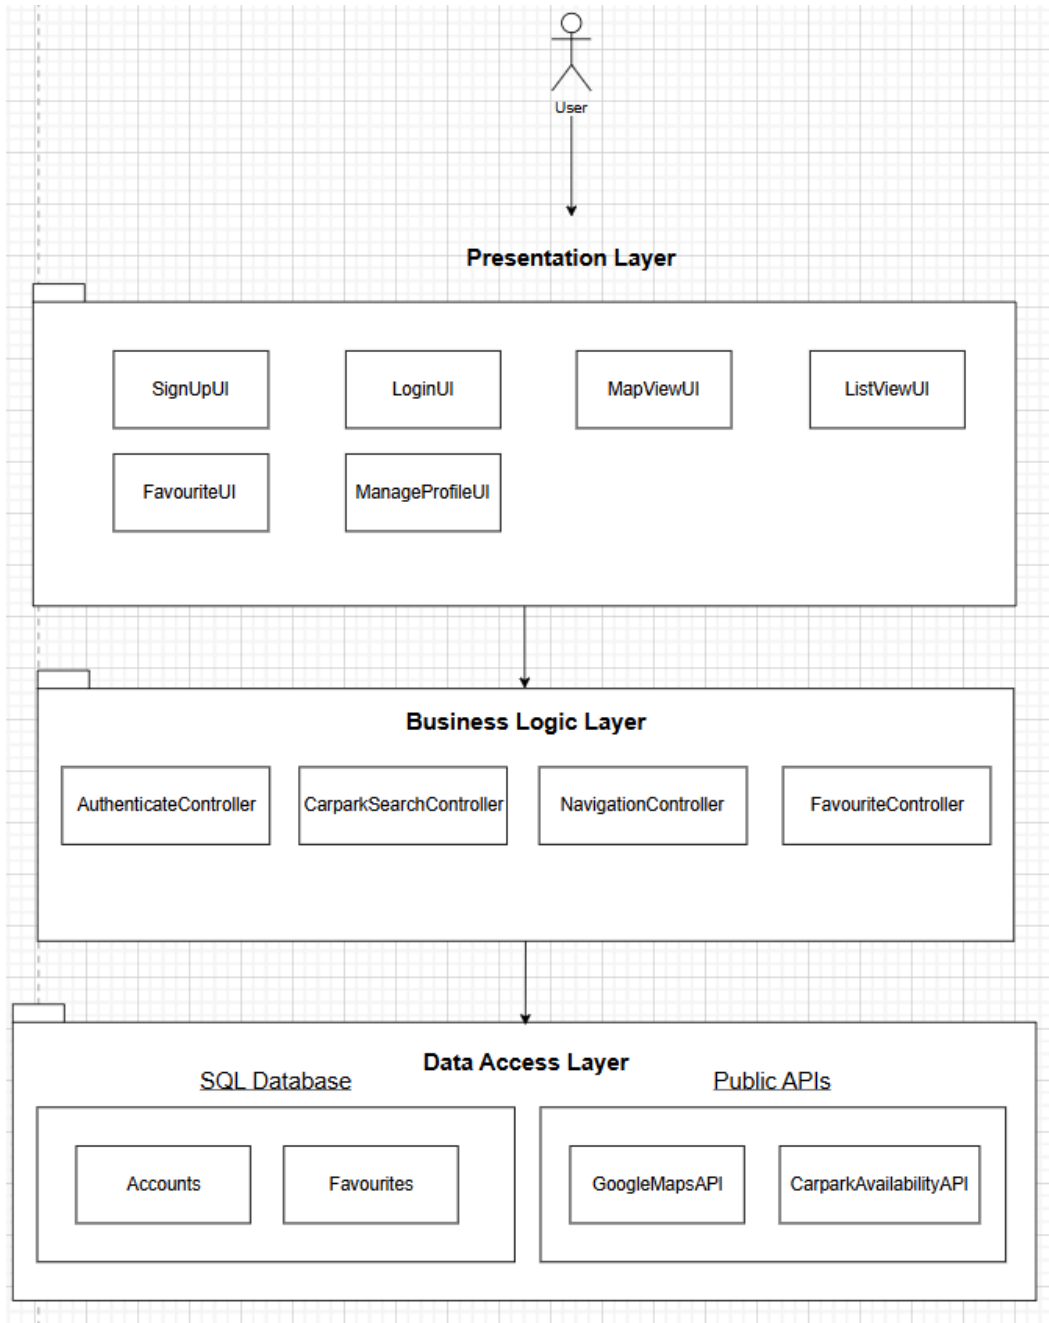 User
Presentation Layer
SignUpUI
LoginUI
MapViewUI
ListViewUI
FavouriteUI
ManageProfileUI
Business Logic Layer
AuthenticateController
CarparkSearchController
NavigationController
FavouriteController
Data Access Layer
SQL Database
Public APIs
Accounts
Favourites
GoogleMapsAPI
CarparkAvailabilityAPI